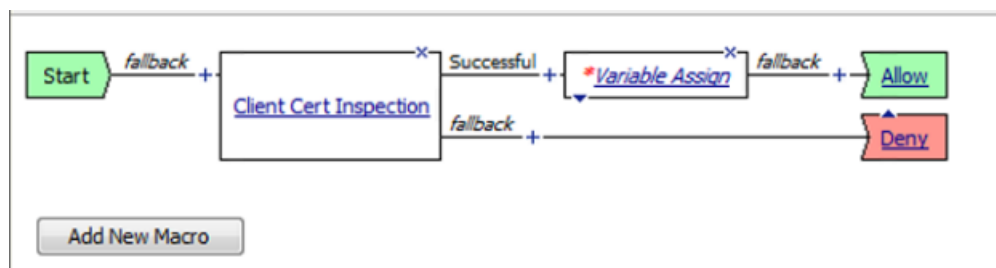 Start
fallback
+
Client Cert Inspection
×
Successful
+
*Variable Assign
×
fallback
+
Allow
fallback
+
Deny
Add New Macro